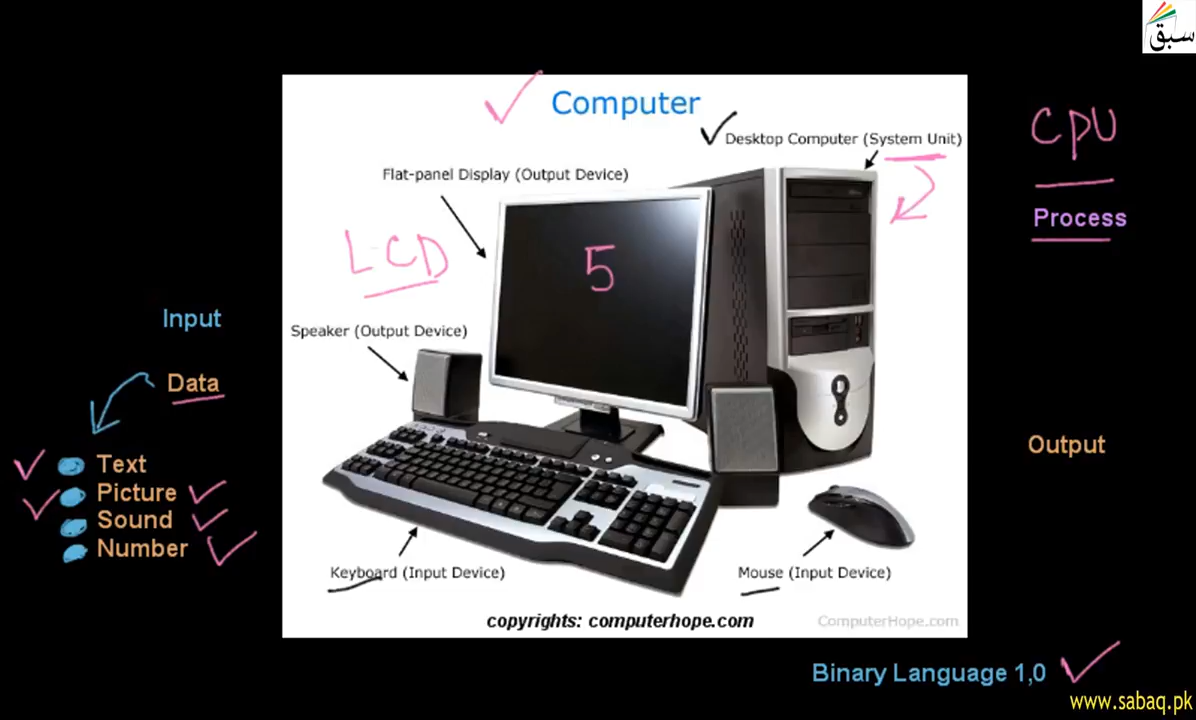 سبق
Computer
CPU
Desktop Computer (System Unit)
Flat-panel Display (Output Device)
Process
LCD
5
Input
Speaker (Output Device)
Data
Output
Text
Picture
Sound
Number
Keyboard (Input Device)
Mouse (Input Device)
copyrights: computerhope.com
ComputerHope.com
Binary Language 1,0
www.sabaq.pk